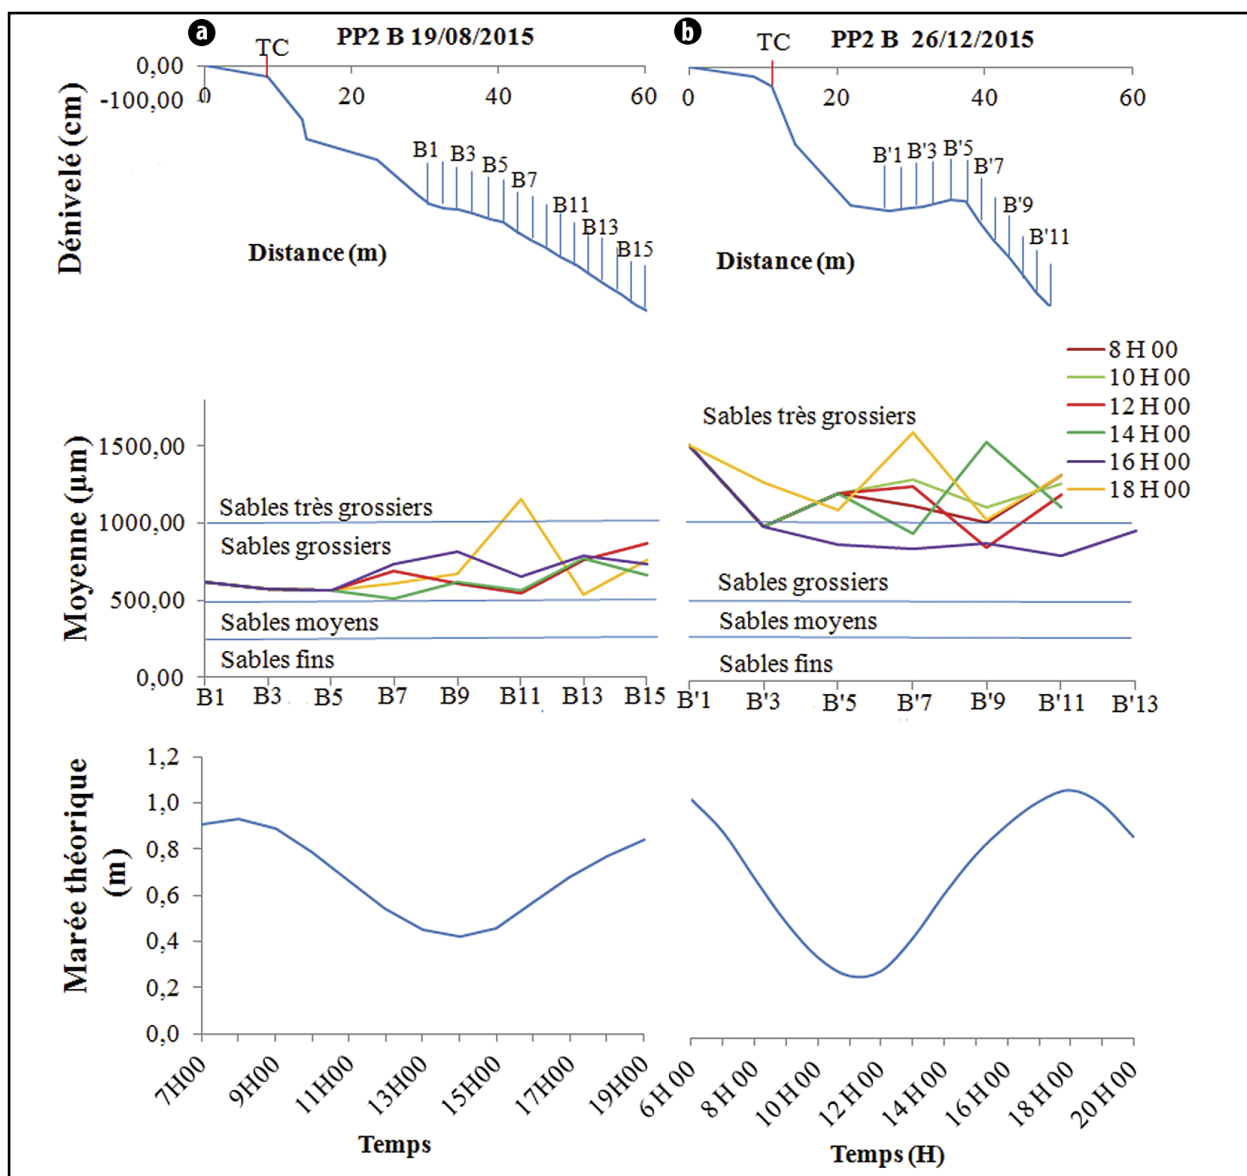 a
PP2 B 19/08/2015
TC
0,00
-100,00
0
20
40
60
Dénivelé (cm)
B1
B3
B5
B7
B11
B13
B15
Distance (m)
b
PP2 B 26/12/2015
TC
0
20
40
60
B'1
B'3
B'5
B'7
B'9
B'11
Distance (m)
8 H 00
10 H 00
12 H 00
14 H 00
16 H 00
18 H 00
Moyenne (µm)
1500,00
1000,00
500,00
0,00
Sables très grossiers
Sables grossiers
Sables moyens
Sables fins
B1
B3
B5
B7
B9
B11
B13
B15
Sables très grossiers
Sables grossiers
Sables moyens
Sables fins
B'1
B'3
B'5
B'7
B'9
B'11
B'13
Marée théorique
(m)
1,2
1,0
0,8
0,6
0,4
0,2
0,0
7H00
9H00
11H00
13H00
15H00
17H00
19H00
Temps
6 H 00
8 H 00
10 H 00
12 H 00
14 H 00
16 H 00
18 H 00
20 H 00
Temps (H)